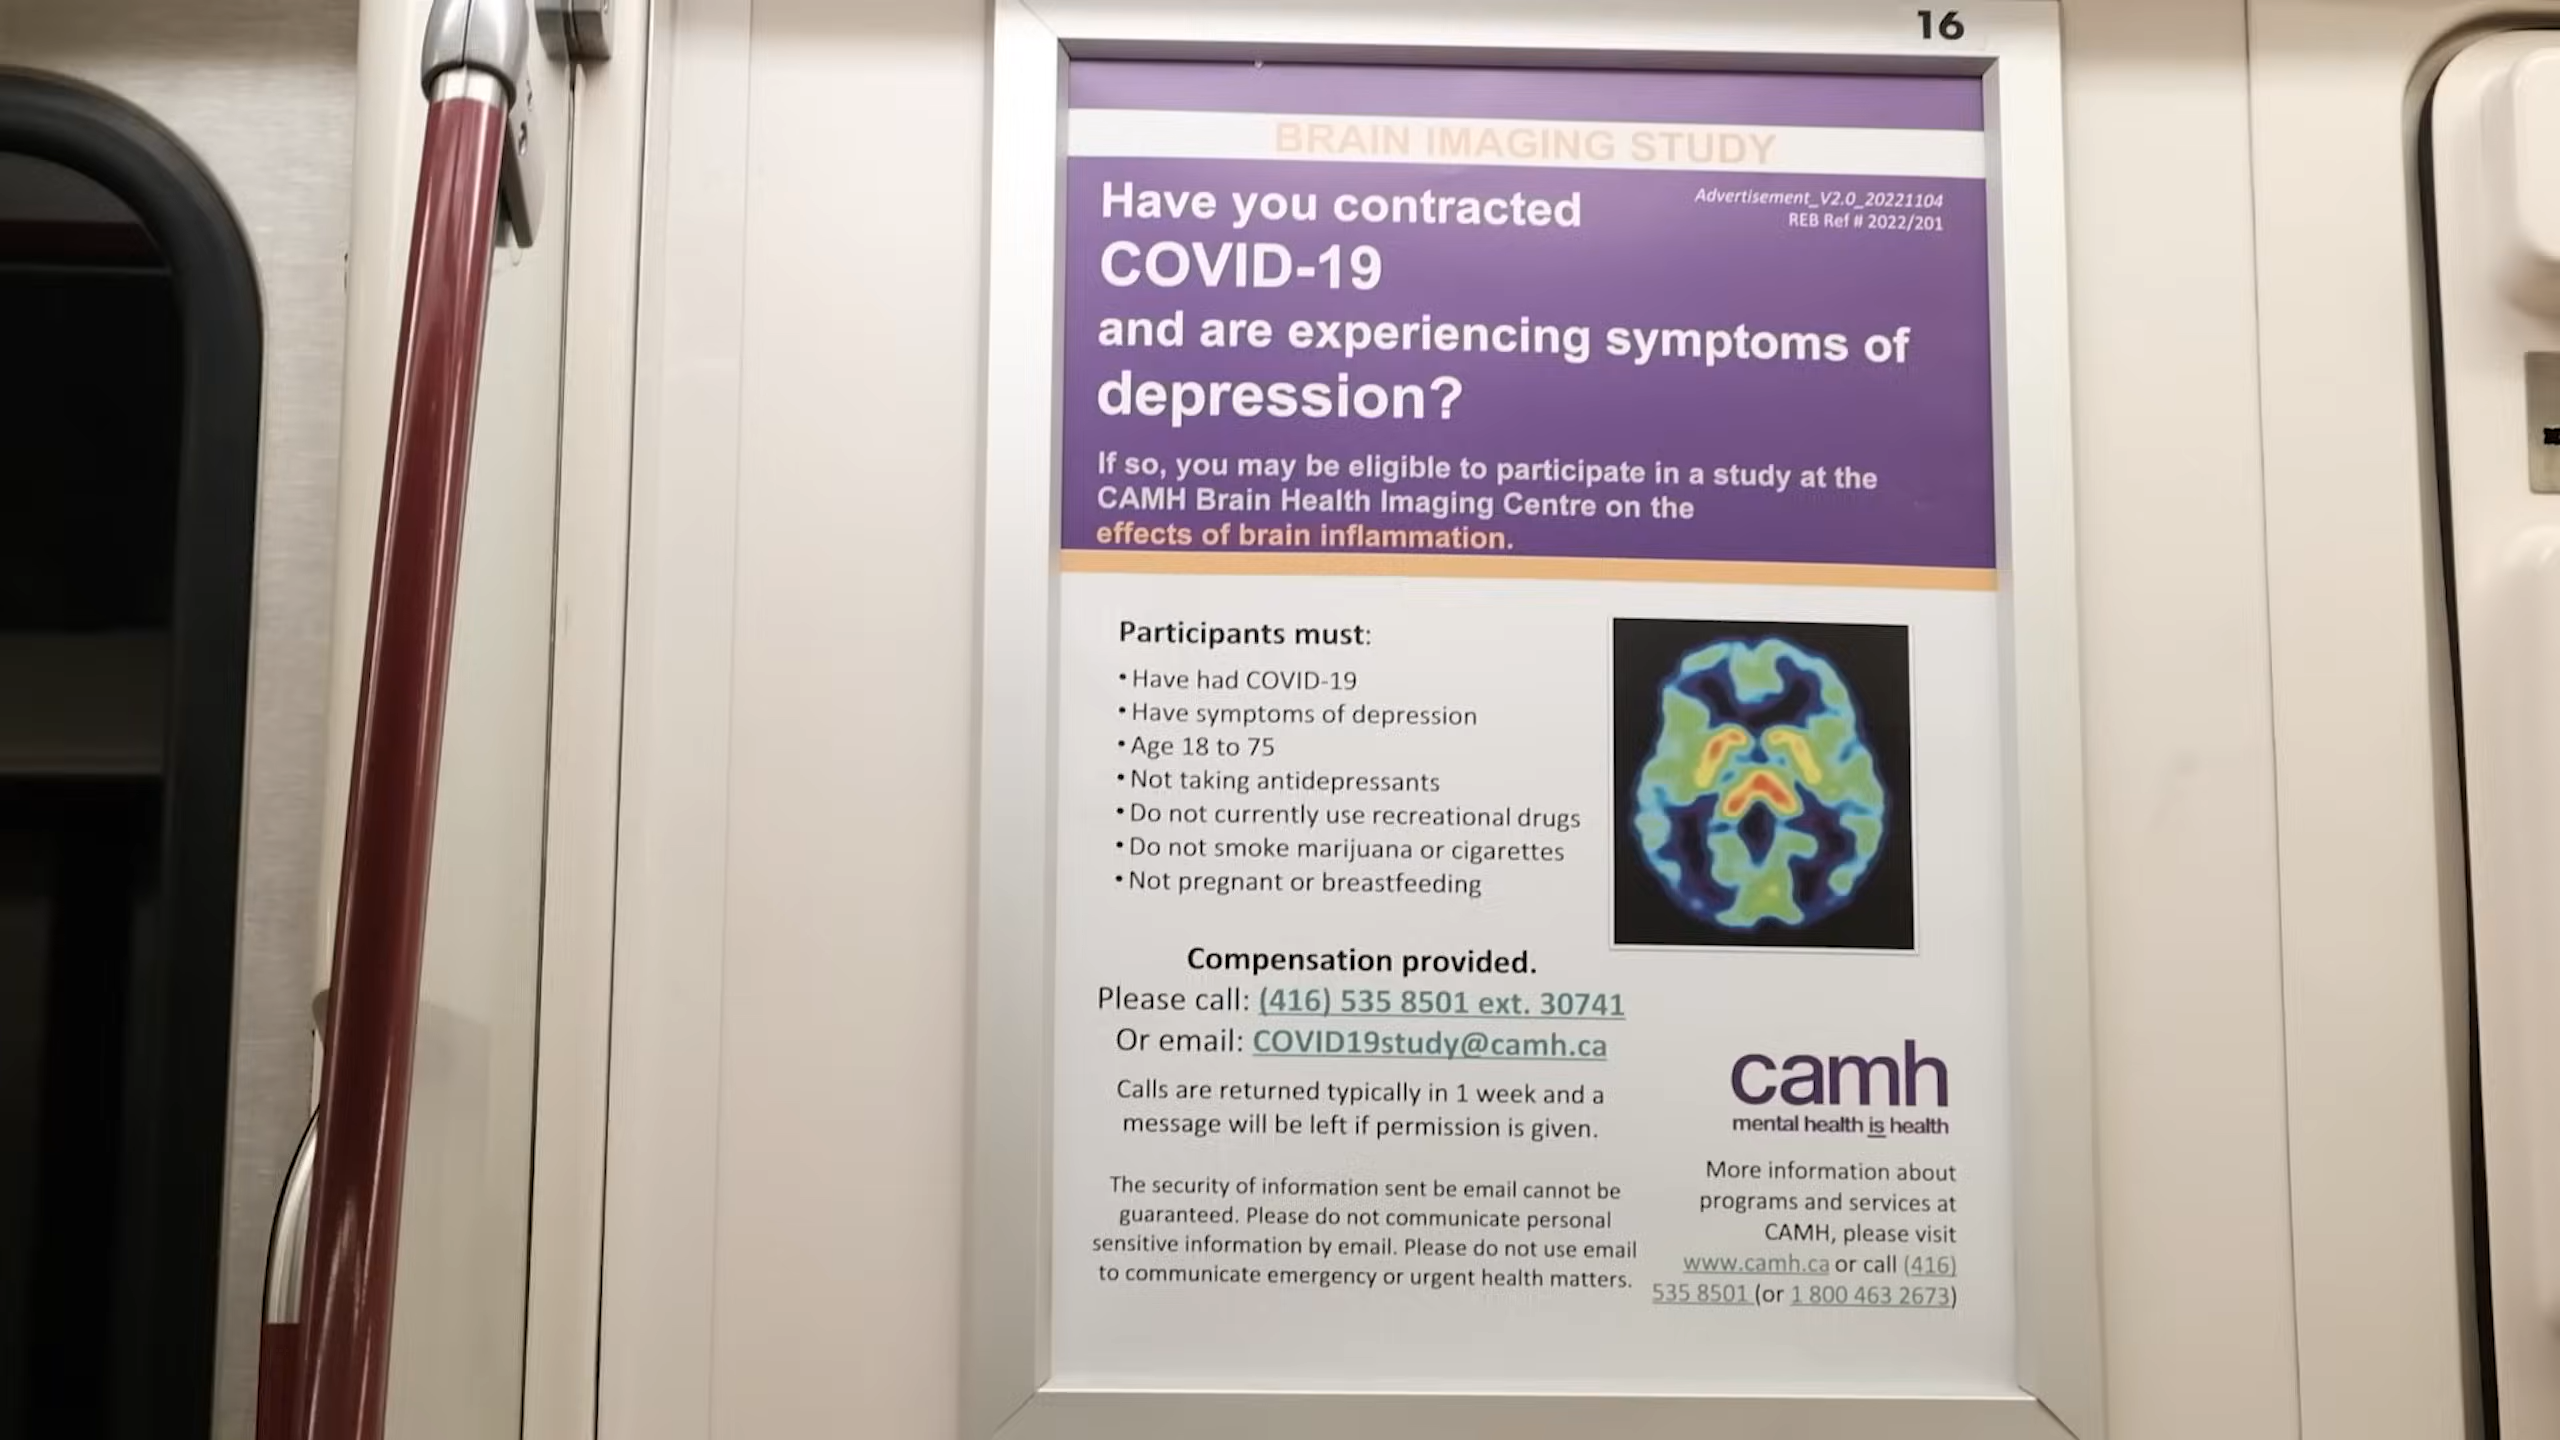 16
BRAIN IMAGING STUDY
Have you contracted
Advertisement_V2.0_20221104
REB Ref # 2022/201
COVID-19
and are experiencing symptoms of
depression?
If so, you may be eligible to participate in a study at the
CAMH Brain Health Imaging Centre on the
effects of brain inflammation.
Participants must:
• Have had COVID-19
• Have symptoms of depression
• Age 18 to 75
• Not taking antidepressants
• Do not currently use recreational drugs
• Do not smoke marijuana or cigarettes
• Not pregnant or breastfeeding
Compensation provided.
Please call: (416) 535 8501 ext. 30741
Or email: COVID19study@camh.ca
Calls are returned typically in 1 week and a
message will be left if permission is given.
The security of information sent be email cannot be
guaranteed. Please do not communicate personal
sensitive information by email. Please do not use email
to communicate emergency or urgent health matters.
camh
mental health is health
More information about
programs and services at
CAMH, please visit
www.camh.ca or call (416)
535 8501 (or 1 800 463 2673)